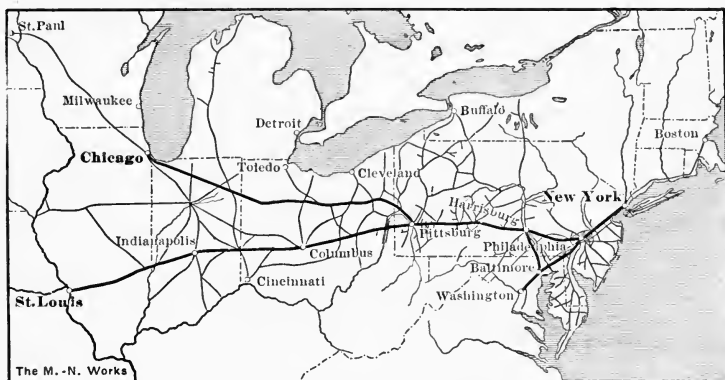 St.Paul
Milwaukee
Buffalo
Detroit
Boston
Chicago
Toledo
Cleveland
New York
Harrisburg
Pittsburg
Philadelphia
Indianapolis
Columbus
Baltimore
Cincinnati
Washington
St.Louis
The M.-N. Works